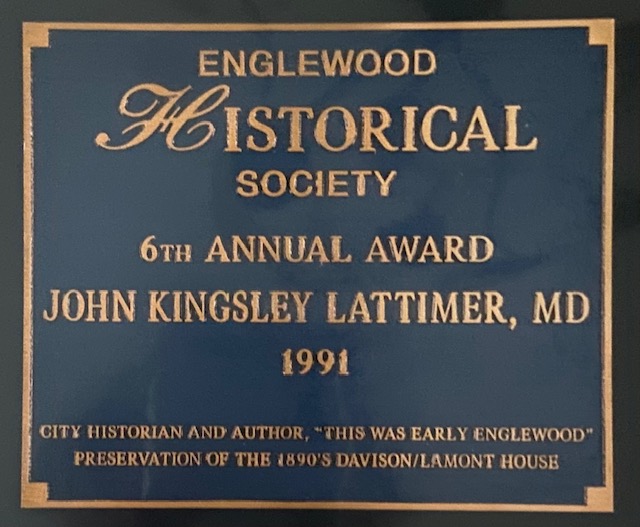 ENGLEWOOD
HISTORICAL
SOCIETY
6TH ANNUAL AWARD
JOHN KINGSLEY LATTIMER, MD
1991
CITY HISTORIAN AND AUTHOR, "THIS WAS EARLY ENGLEWOOD"
PRESERVATION OF THE 1890'S DAVISON/LAMONT HOUSE